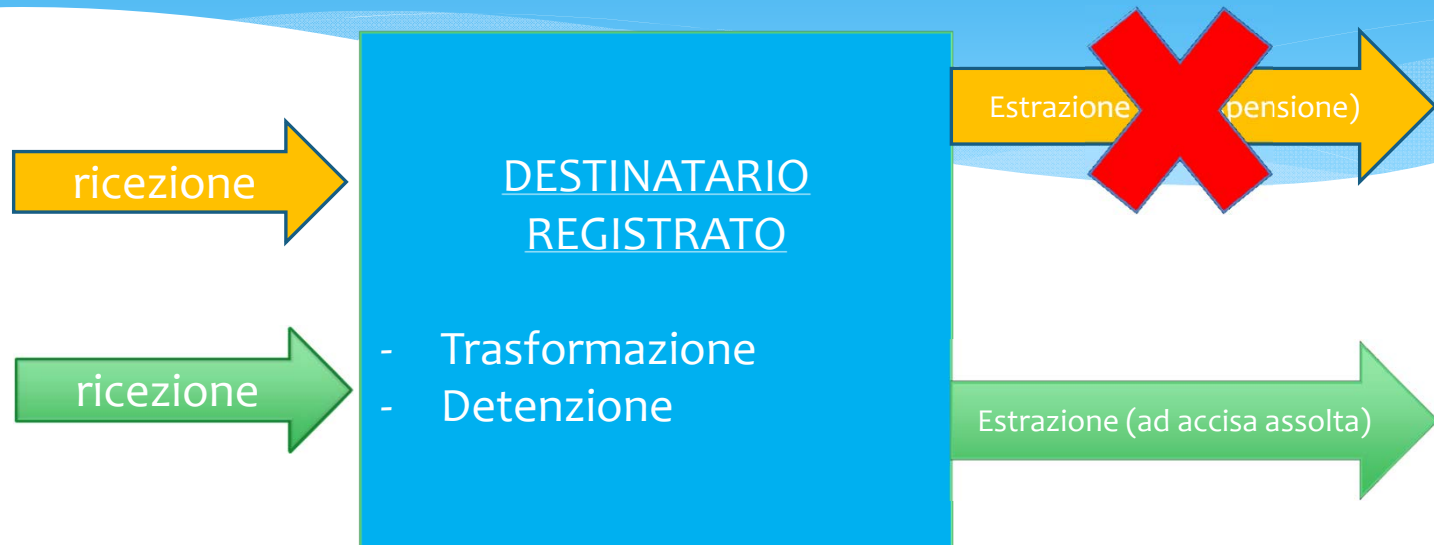 Estrazione pensione)
ricezione
DESTINATARIO
REGISTRATO
- Trasformazione
- Detenzione
ricezione
Estrazione (ad accisa assolta)